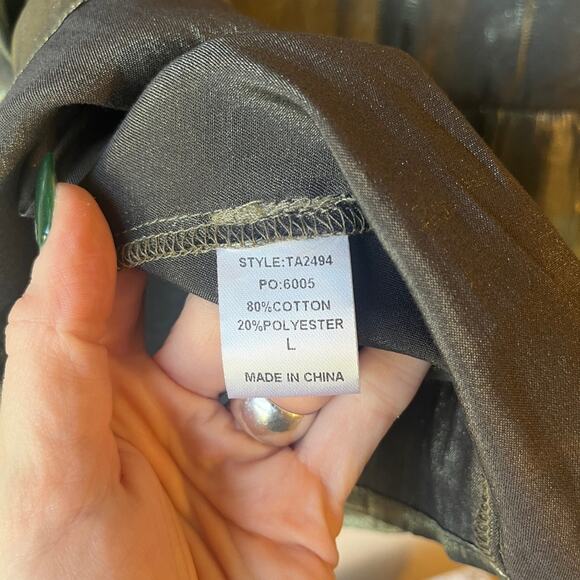 STYLE:TA2494
PO:6005
80%COTTON
20%POLYESTER
L
MADE IN CHINA